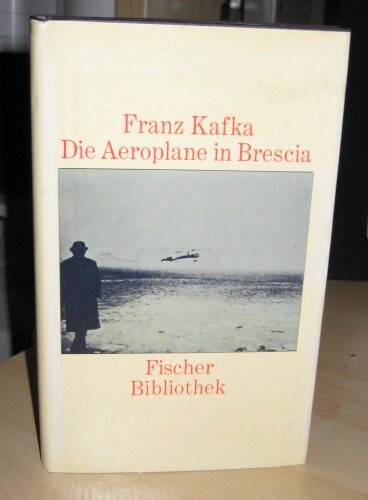 Franz Kafka
Die Aeroplane in Brescia
Fischer
Bibliothek